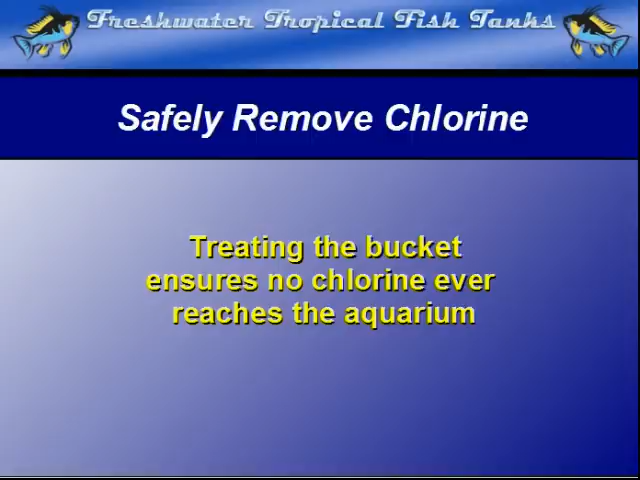 Freshwater Tropical Fish Tanks
Safely Remove Chlorine
Treating the bucket
ensures no chlorine ever
reaches the aquarium